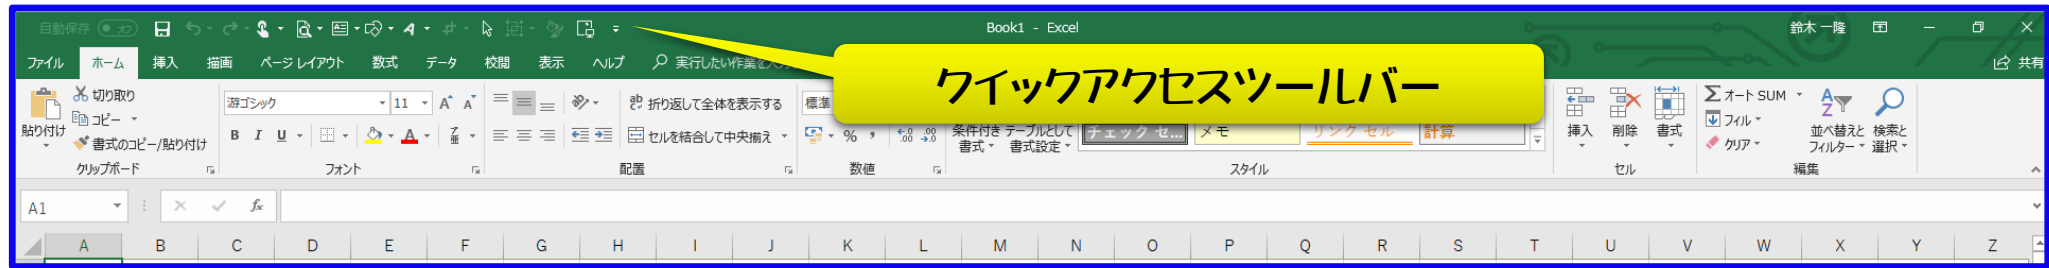 自動保存 オフ Book1 - Excel 鈴木 一隆
ファイル ホーム 挿入 描画 ページ レイアウト 数式 データ 校閲 表示 ヘルプ 実行したい作業を入力 共有
クイックアクセスツールバー
貼り付け
切り取り
コピー
書式のコピー/貼り付け
クリップボード
游ゴシック 11 A A
B I U A
フォント
ab 折り返して全体を表示する
セルを結合して中央揃え
配置
標準
% , .00 .00
数値
条件付き 書式
テーブルとして 書式設定
チェック セ... メモ リンク セル 計算
スタイル
挿入 削除 書式
セル
Σ オート SUM
フィル
クリア
並べ替えと フィルター
検索と 選択
編集
A1 fx
A B C D E F G H I J K L M N O P Q R S T U V W X Y Z